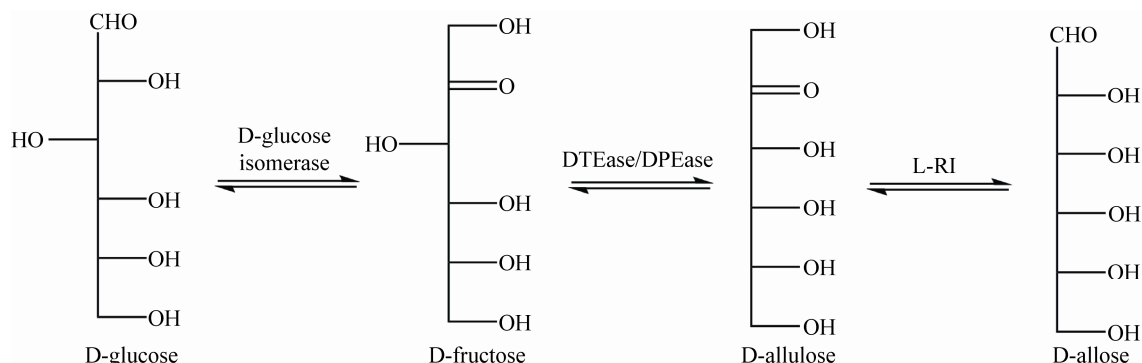 CHO
OH
HO
OH
OH
OH
D-glucose
D-glucose
isomerase
OH
O
HO
OH
OH
OH
D-fructose
DTEase/DPEase
OH
O
OH
OH
OH
OH
D-allulose
L-RI
CHO
OH
OH
OH
OH
OH
D-allose